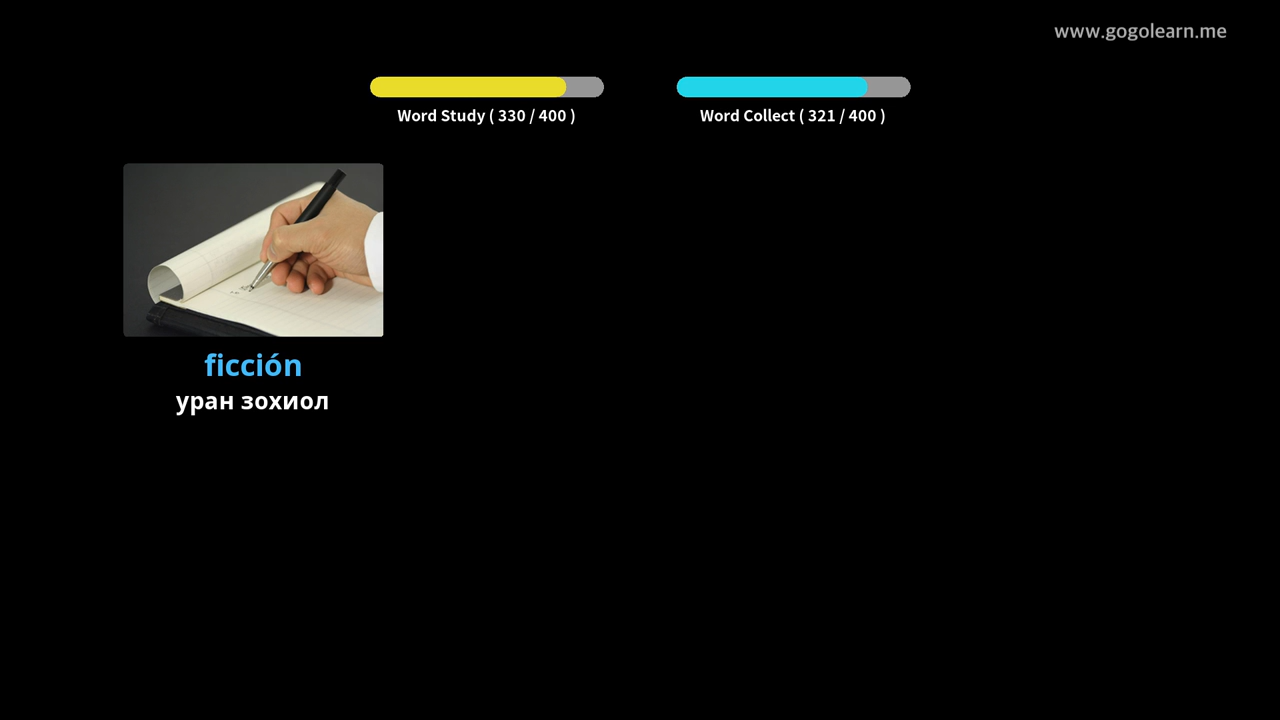 www.gogolearn.me
Word Study ( 330 / 400 )
Word Collect ( 321 / 400 )
ficción
уран зохиол